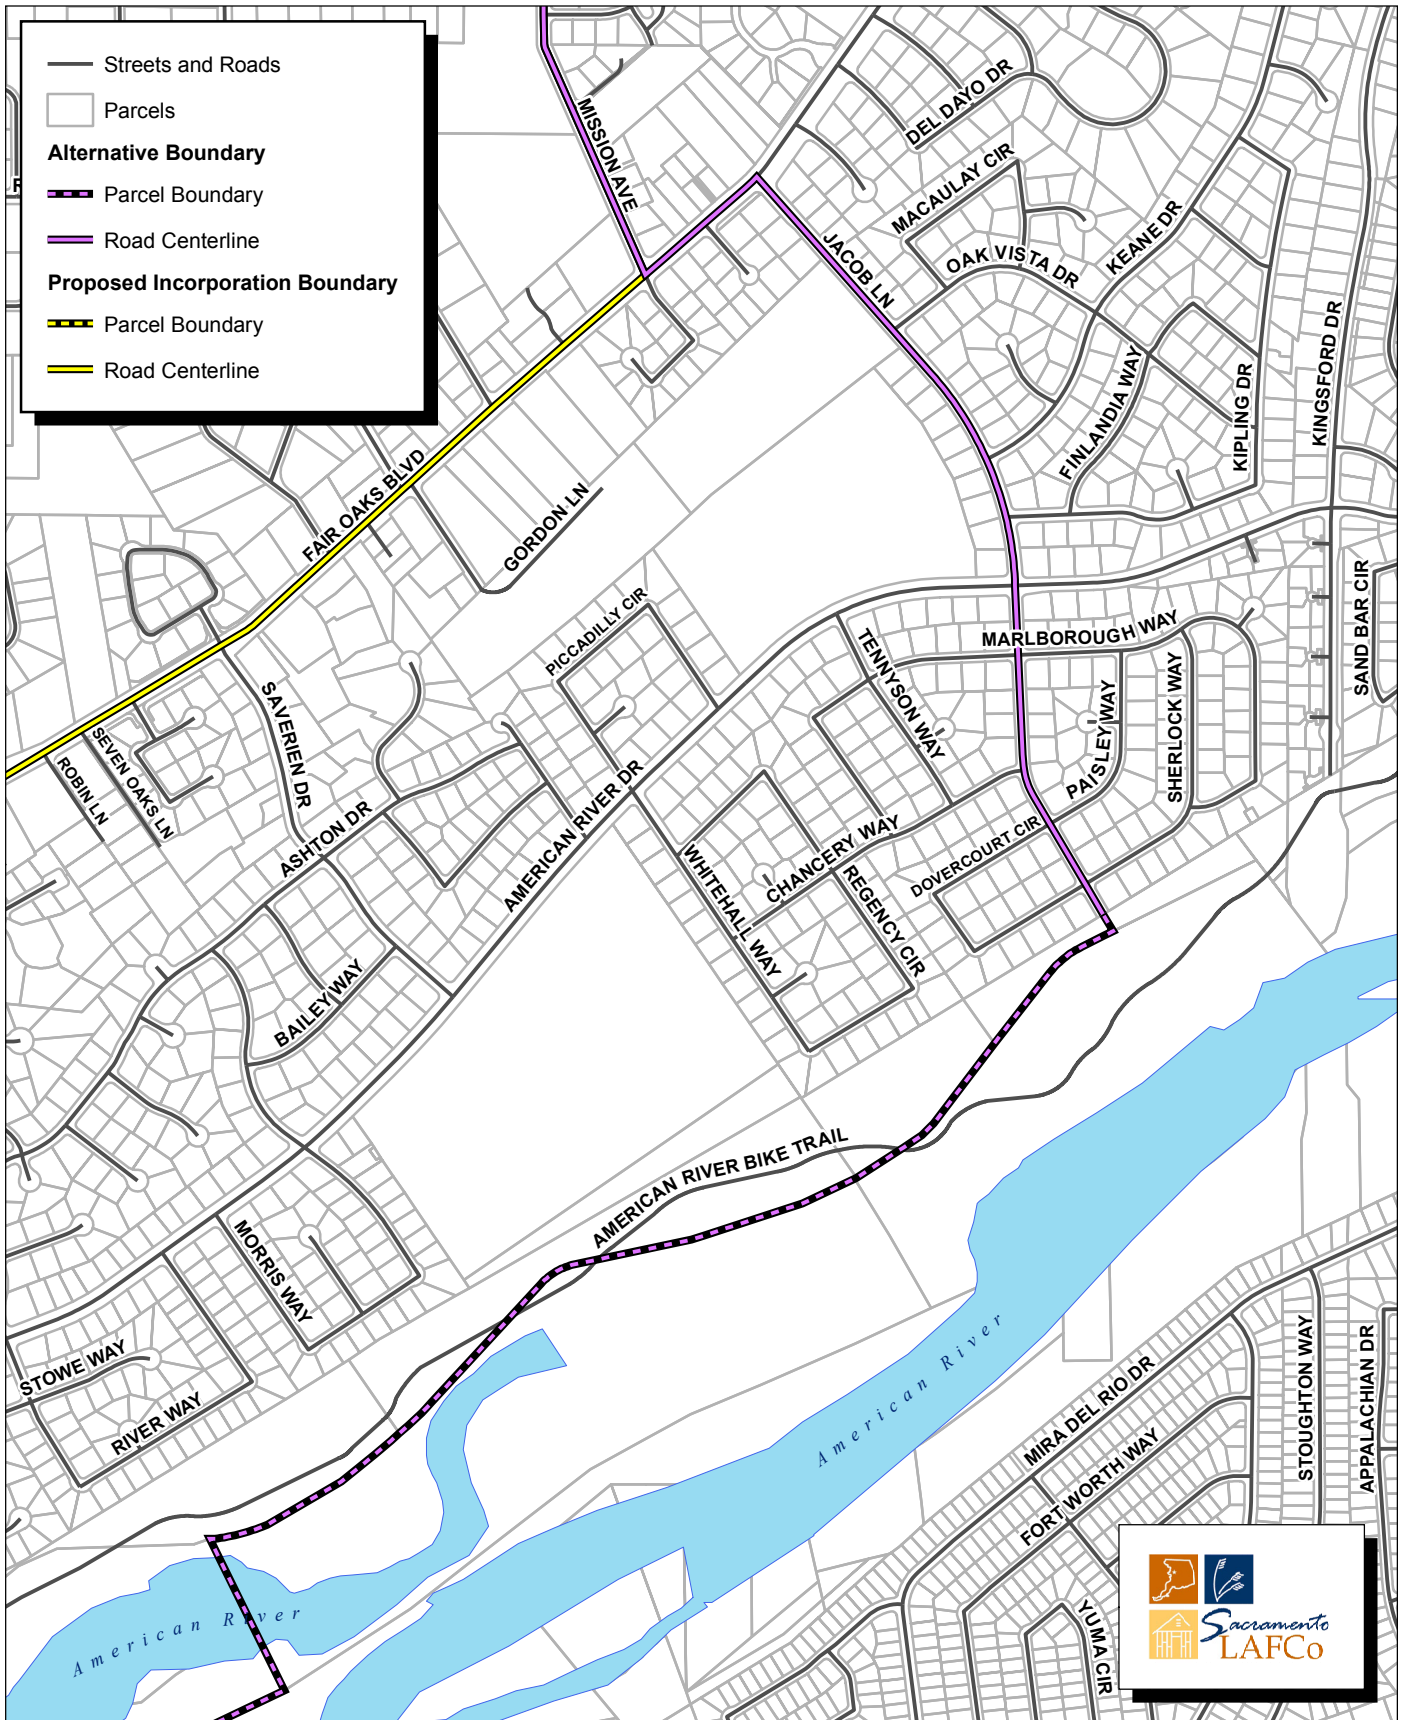 Streets and Roads
Parcels
Alternative Boundary
Parcel Boundary
Road Centerline
Proposed Incorporation Boundary
Parcel Boundary
Road Centerline
R
MISSION AVE
DEL DAYO DR
MACAULAY CIR
JACOB LN
OAK VISTA DR
KEANE DR
FINLANDIA WAY
KIPLING DR
KINGSFORD DR
FAIR OAKS BLVD
GORDON LN
PICCADILLY CIR
TENNYSON WAY
MARLBOROUGH WAY
SAND BAR CIR
SAVERIEN DR
SEVEN OAKS LN
ROBIN LN
ASHTON DR
AMERICAN RIVER DR
PAISLEY WAY
SHERLOCK WAY
CHANCERY WAY
DOVERCOURT CIR
WHITEHALL WAY
REGENCY CIR
BAILEY WAY
AMERICAN RIVER BIKE TRAIL
MORRIS WAY
STOWE WAY
RIVER WAY
American River
MIRA DEL RIO DR
FORT WORTH WAY
STOUGHTON WAY
APPALACHIAN DR
YUMA CIR
American River
Sacramento
LAFCo